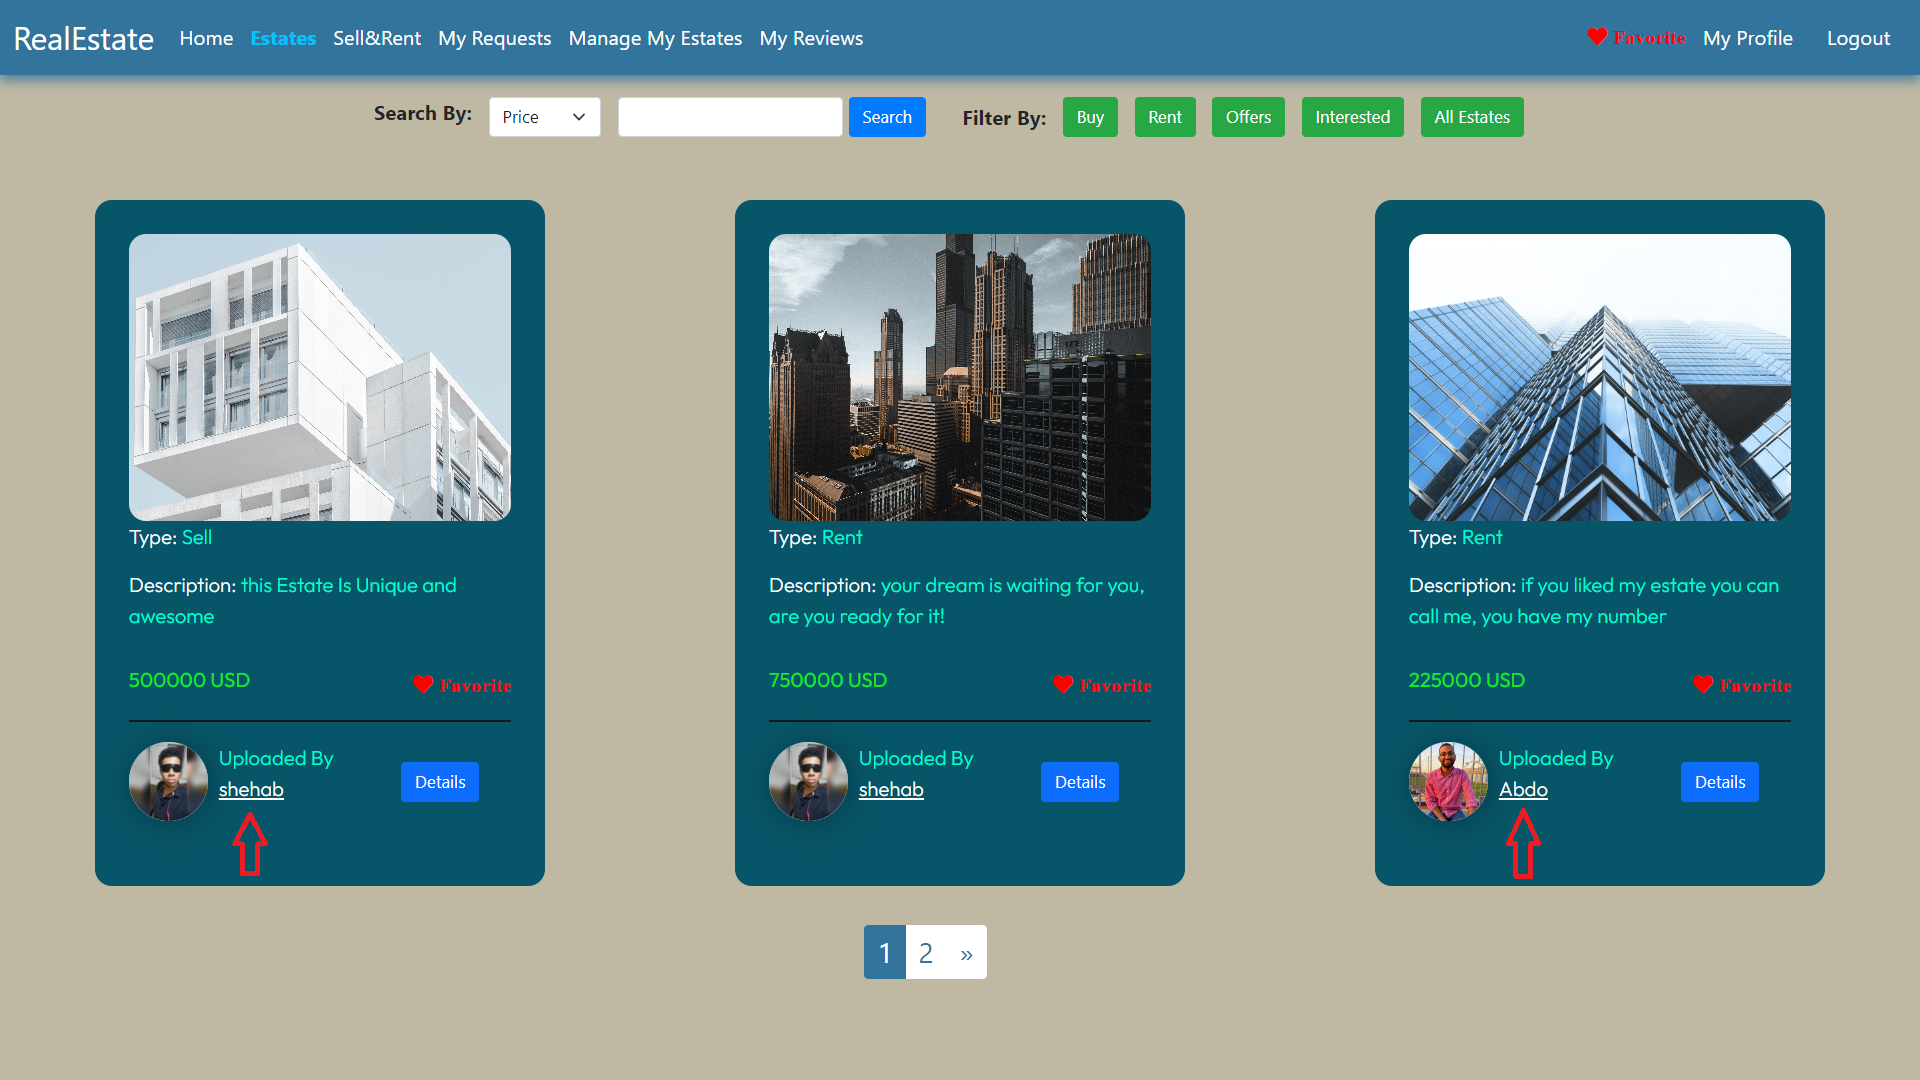 RealEstate Home Estates Sell&Rent My Requests Manage My Estates My Reviews Favorite My Profile Logout
Search By: Price Search Filter By: Buy Rent Offers Interested All Estates
Type: Sell
Description: this Estate Is Unique and
awesome
500000 USD Favorite
Uploaded By
shehab
Details
Type: Rent
Description: your dream is waiting for you,
are you ready for it!
750000 USD Favorite
Uploaded By
shehab
Details
Type: Rent
Description: if you liked my estate you can
call me, you have my number
225000 USD Favorite
Uploaded By
Abdo
Details
1 2 »